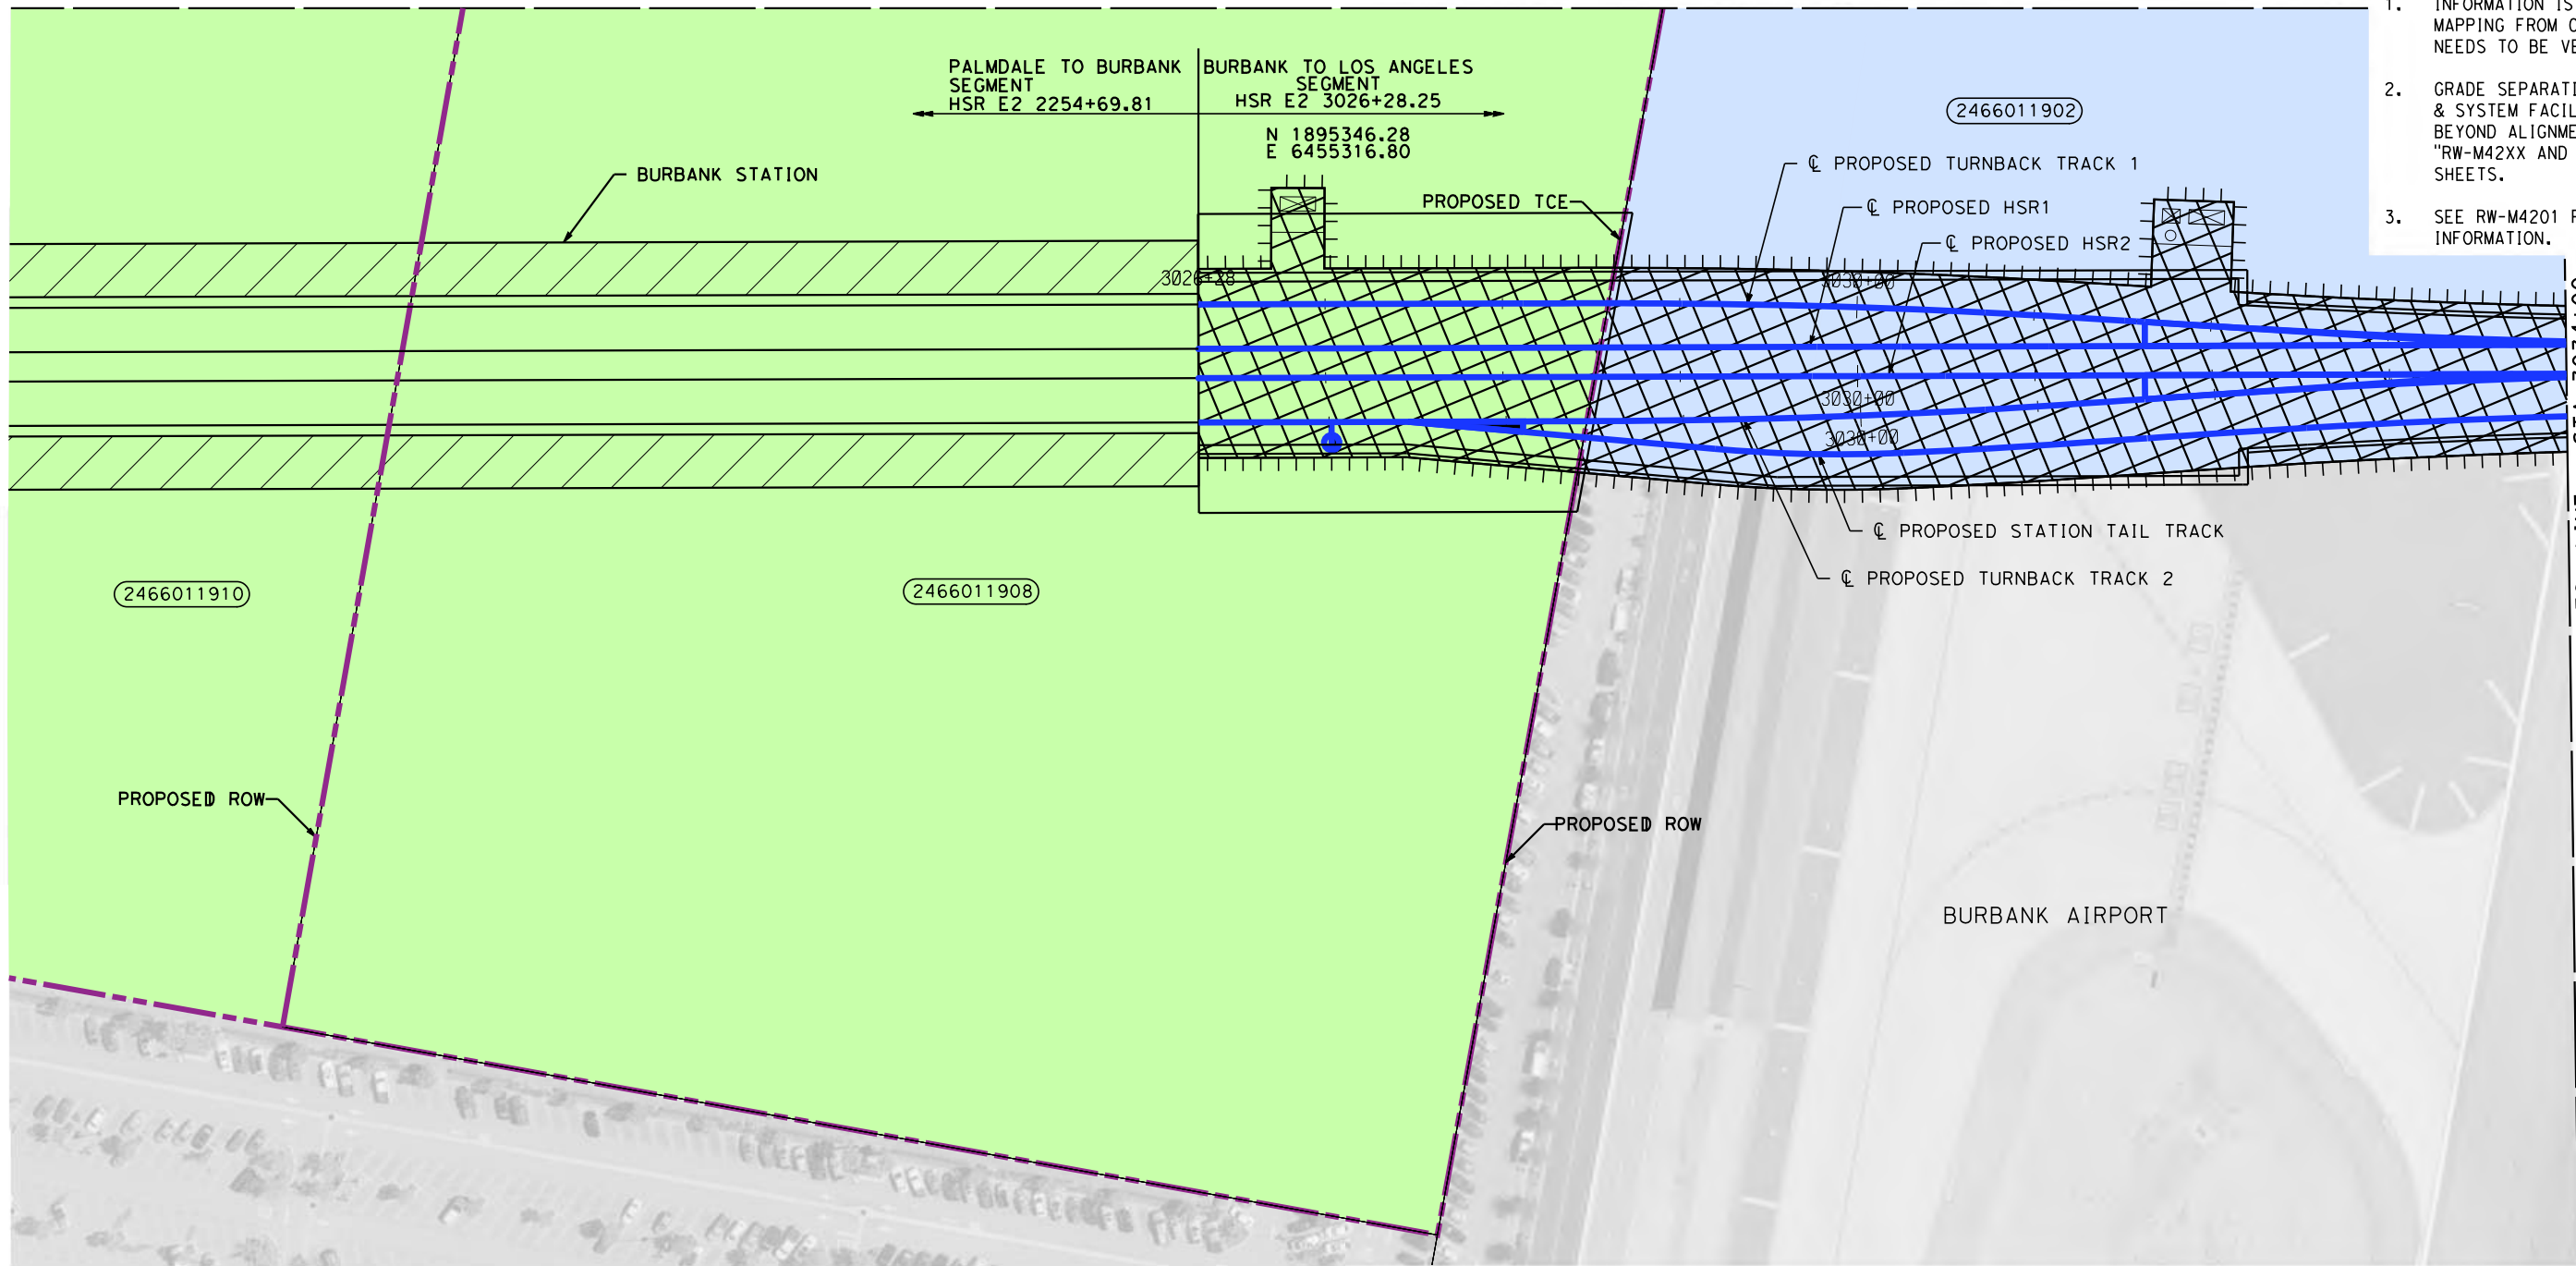 PALMDALE TO BURBANK
SEGMENT
HSR E2 2254+69.81
BURBANK TO LOS ANGELES
SEGMENT
HSR E2 3026+28.25
N 1895346.28
E 6455316.80
BURBANK STATION
PROPOSED TCE
2466011902
℄ PROPOSED TURNBACK TRACK 1
℄ PROPOSED HSR1
℄ PROPOSED HSR2
1. INFORMATION IS
MAPPING FROM
NEEDS TO BE
2. GRADE
& SYSTEM
BEYOND
"RW-M42XX AND
SHEETS.
3. SEE RW-M4201
INFORMATION.
3026+28
3030+00
3030+00
3030+00
℄ PROPOSED STATION TAIL TRACK
℄ PROPOSED TURNBACK TRACK 2
2466011910
2466011908
PROPOSED ROW
PROPOSED ROW
BURBANK AIRPORT